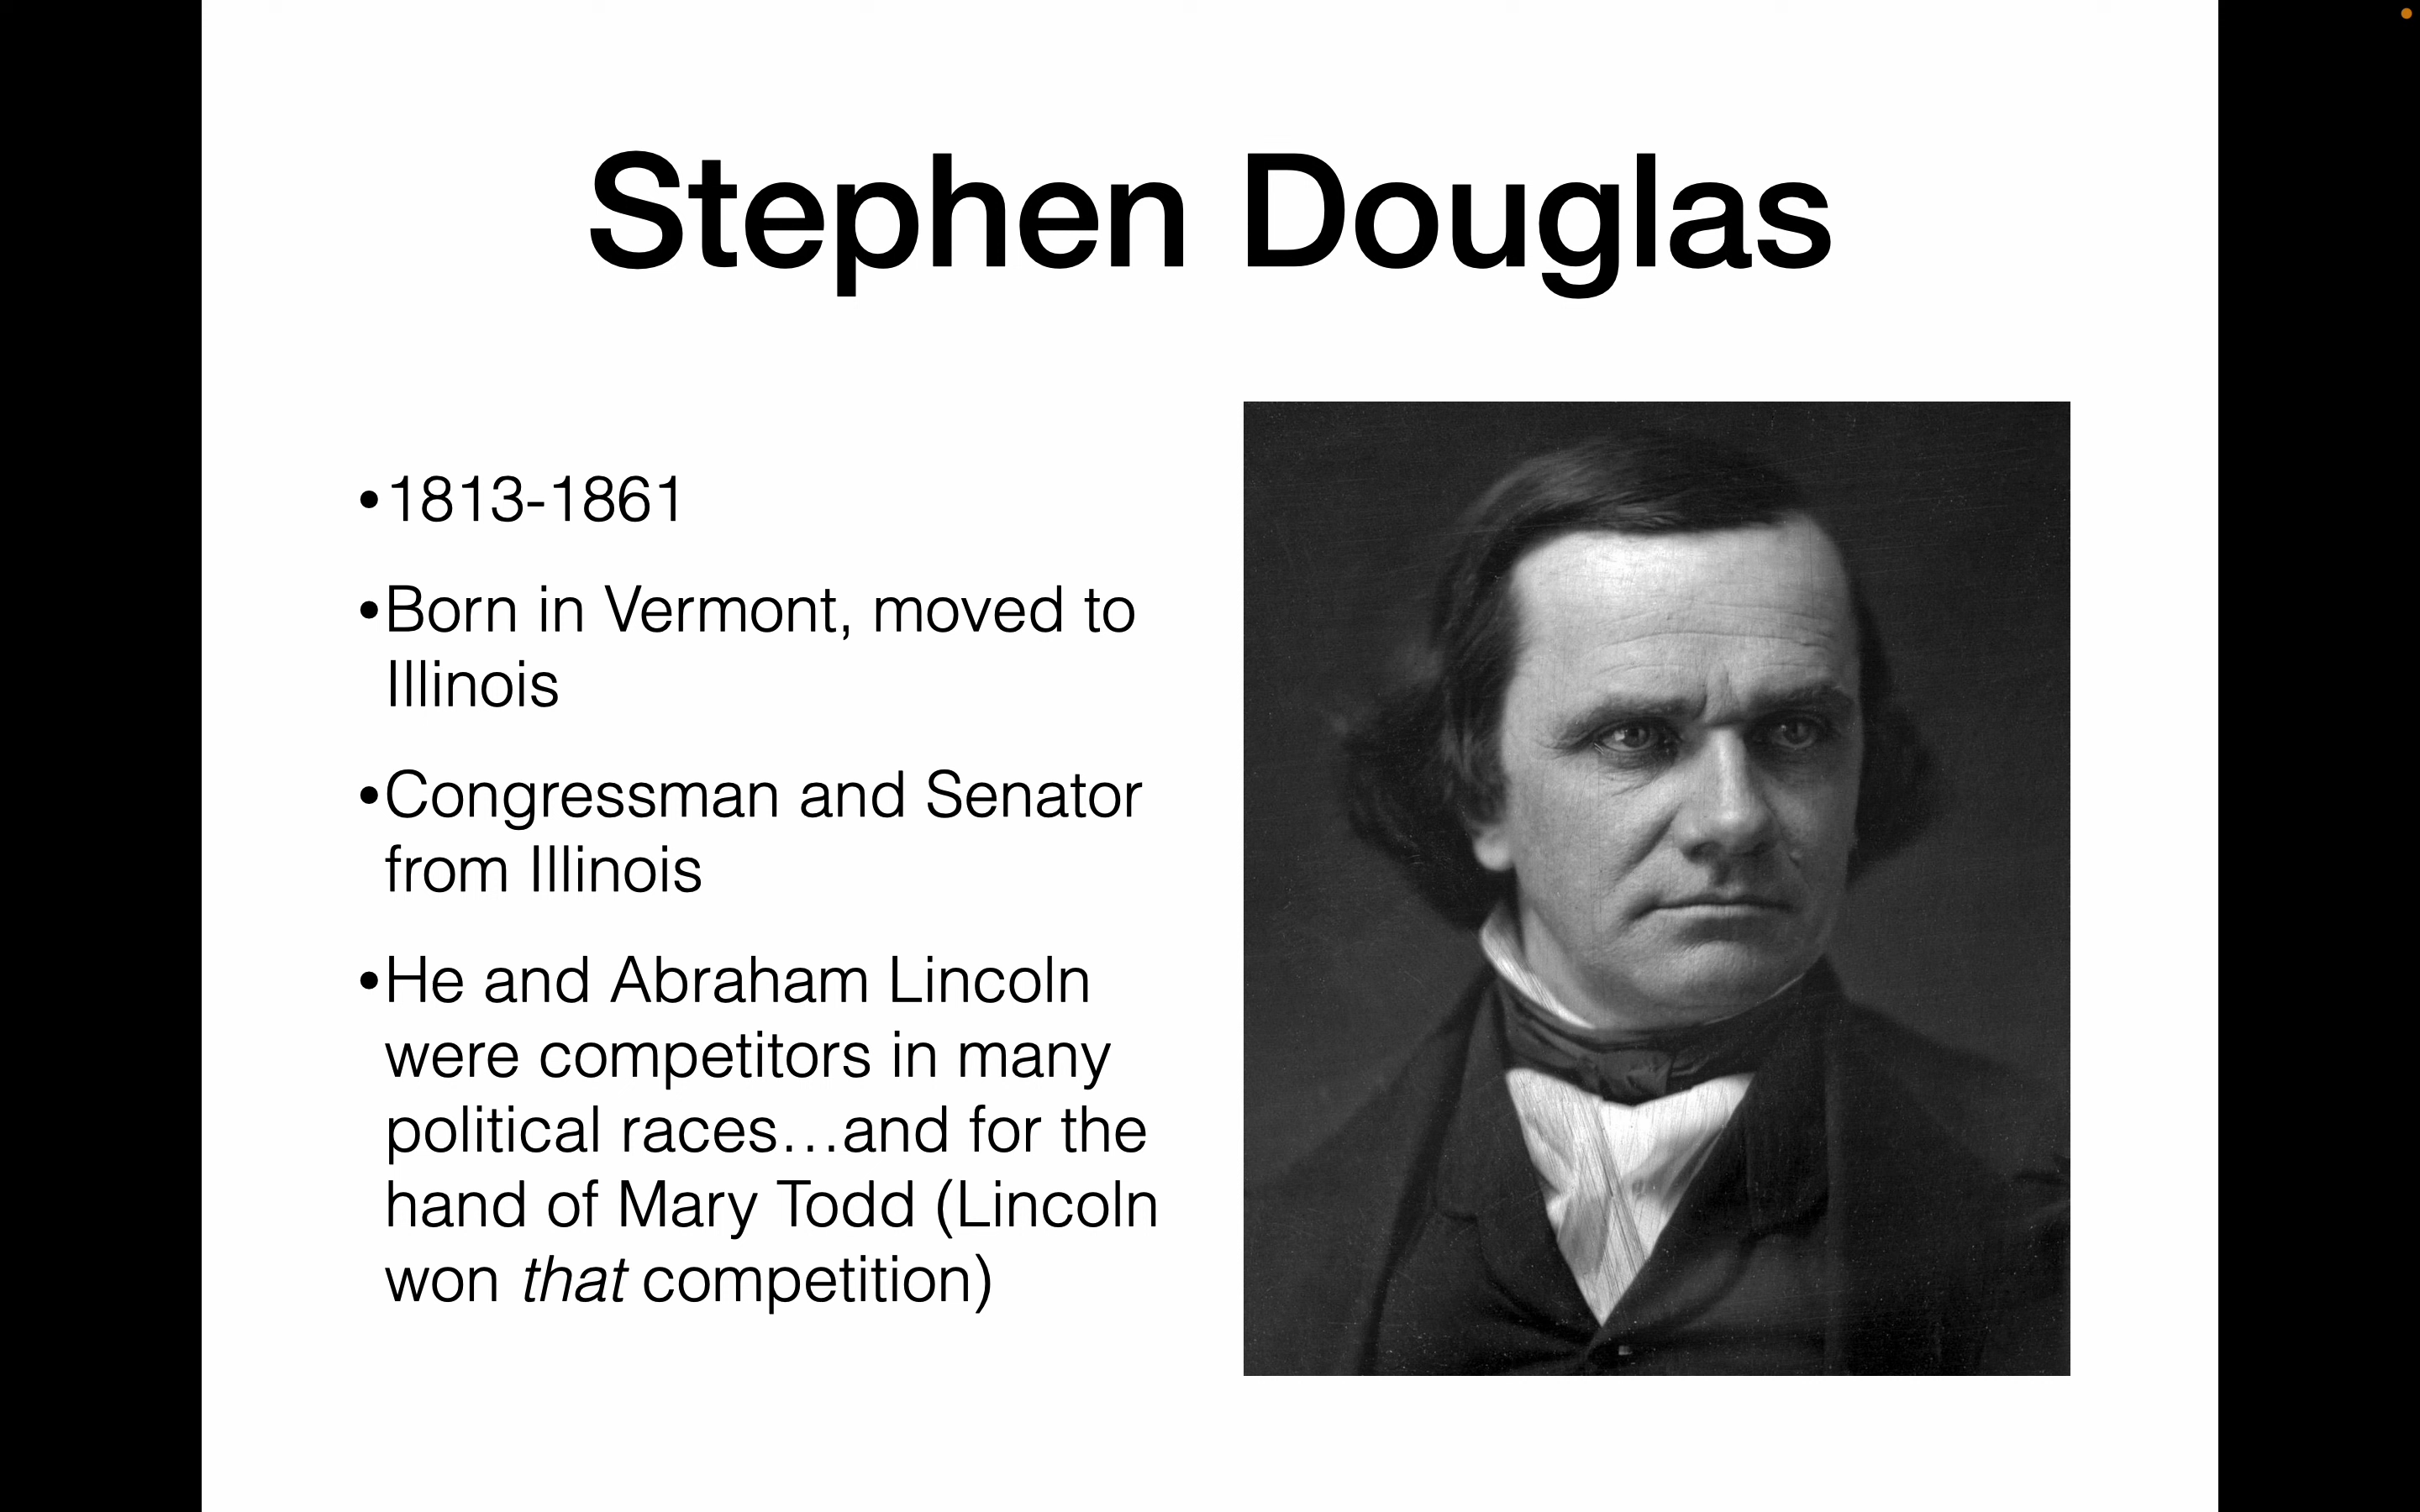 Stephen Douglas
•1813-1861
•Born in Vermont, moved to
Illinois
•Congressman and Senator
from Illinois
•He and Abraham Lincoln
were competitors in many
political races…and for the
hand of Mary Todd (Lincoln
won that competition)